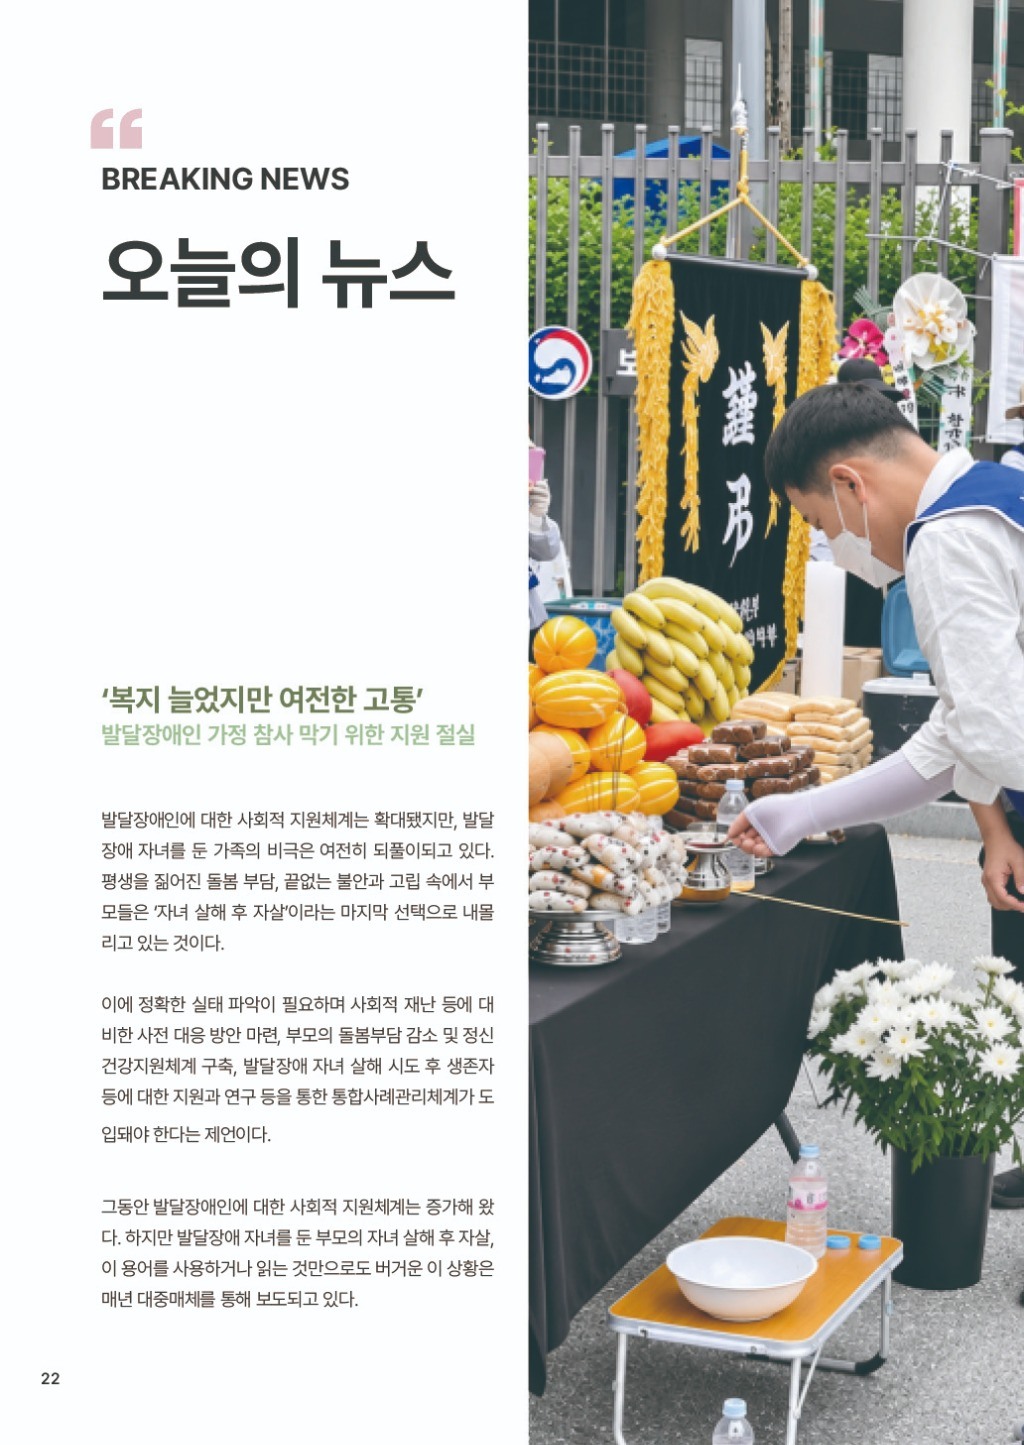 BREAKING NEWS
오늘의 뉴스
‘복지 늘었지만 여전한 고통’
발달장애인 가정 참사 막기 위한 지원 절실
발달장애인에 대한 사회적 지원체계는 확대됐지만, 발달
장애 자녀를 둔 가족의 비극은 여전히 되풀이되고 있다.
평생을 짊어진 돌봄 부담, 끝없는 불안과 고립 속에서 부
모들은 ‘자녀 살해 후 자살’이라는 마지막 선택으로 내몰
리고 있는 것이다.
이에 정확한 실태 파악이 필요하며 사회적 재난 등에 대
비한 사전 대응 방안 마련, 부모의 돌봄부담 감소 및 정신
건강지원체계 구축, 발달장애 자녀 살해 시도 후 생존자
등에 대한 지원과 연구 등을 통한 통합사례관리체계가 도
입돼야 한다는 제언이다.
그동안 발달장애인에 대한 사회적 지원체계는 증가해 왔
다. 하지만 발달장애 자녀를 둔 부모의 자녀 살해 후 자살,
이 용어를 사용하거나 읽는 것만으로도 버거운 이 상황은
매년 대중매체를 통해 보도되고 있다.
22
보
謹
弔